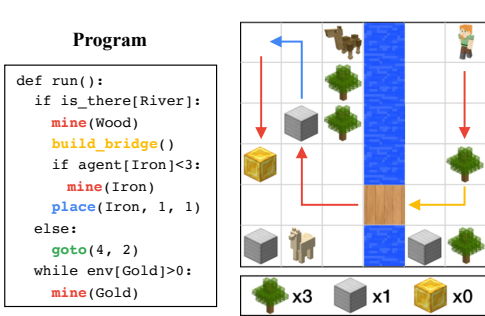 Program
def run():
  if is_there[River]:
    mine(Wood)
    build_bridge()
    if agent[Iron]<3:
      mine(Iron)
    place(Iron, 1, 1)
  else:
    goto(4, 2)
  while env[Gold]>0:
    mine(Gold)
x3 x1 x0